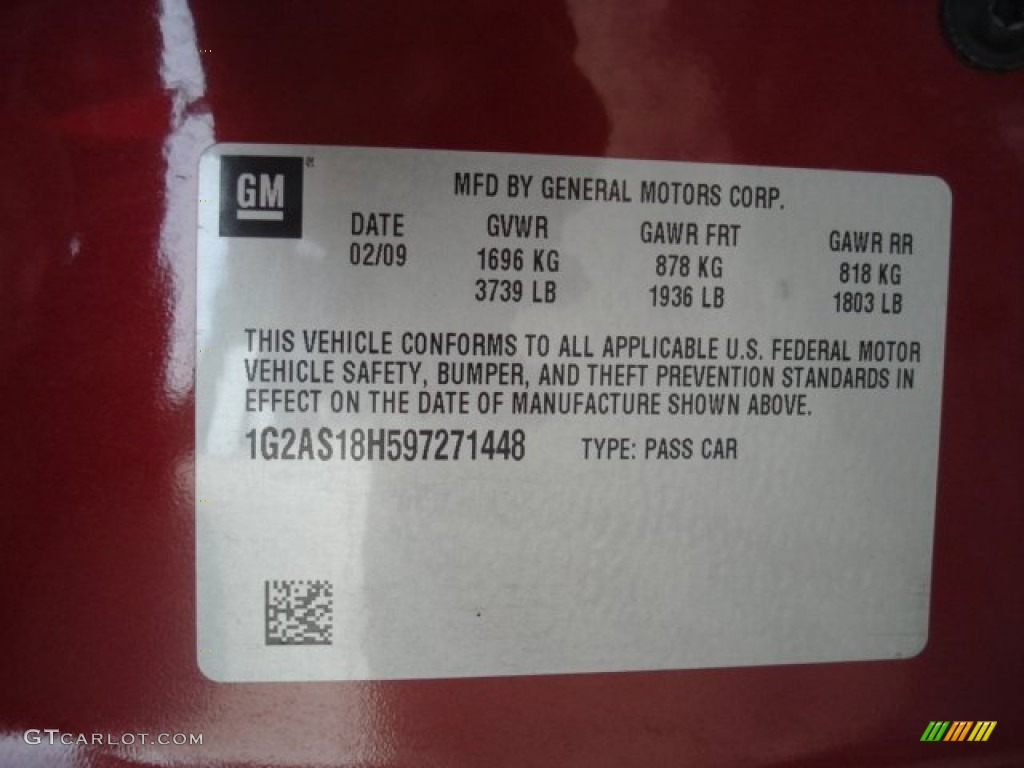 GM
MFD BY GENERAL MOTORS CORP.
DATE GVWR GAWR FRT GAWR RR
02/09 1696 KG 878 KG 818 KG
3739 LB 1936 LB 1803 LB
THIS VEHICLE CONFORMS TO ALL APPLICABLE U.S. FEDERAL MOTOR
VEHICLE SAFETY, BUMPER, AND THEFT PREVENTION STANDARDS IN
EFFECT ON THE DATE OF MANUFACTURE SHOWN ABOVE.
1G2AS18H597271448 TYPE: PASS CAR
GTCARLOT.COM